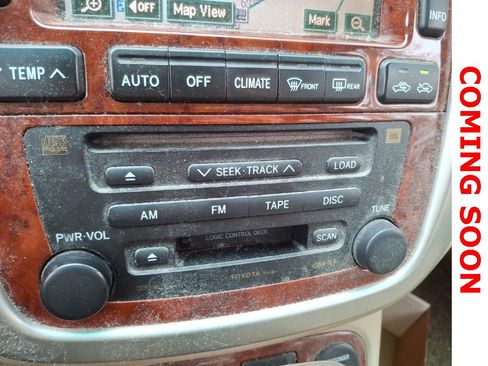 OFF
Map View
Mark
INFO
TEMP
AUTO
OFF
CLIMATE
FRONT
REAR
SEEK·TRACK
LOAD
AM
FM
TAPE
DISC
PWR·VOL
TUNE
LOGIC CONTROL DECK
SCAN
TOYOTA
PASSENGER
COMING SOON